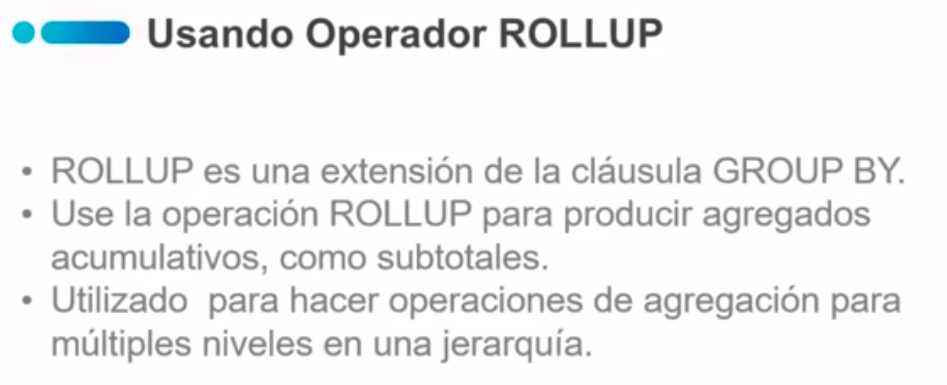 Usando Operador ROLLUP
• ROLLUP es una extensión de la cláusula GROUP BY.
• Use la operación ROLLUP para producir agregados
acumulativos, como subtotales.
• Utilizado  para hacer operaciones de agregación para
múltiples niveles en una jerarquía.